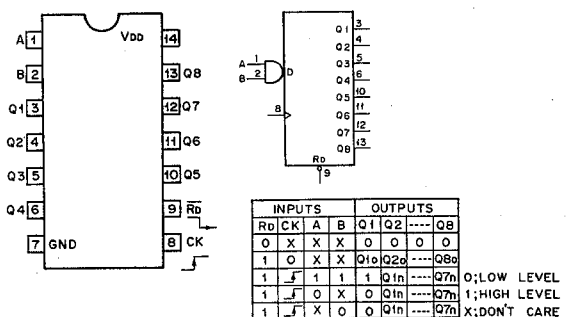 A 1
B 2
Q1 3
Q2 4
Q3 5
Q4 6
7 GND
VDD 14
13 Q8
12 Q7
11 Q6
10 Q5
9 RD
8 CK
A 1
B 2
D
8
RD
9
Q1 3
Q2 4
Q3 5
Q4 6
Q5 10
Q6 11
Q7 12
Q8 13
INPUTS OUTPUTS
RD CK A B Q1 Q2 ---- Q8
0 X X X 0 0 0 0
1 0 X X Q10 Q20 ---- Q80
1 1 1 1 Q1n ---- Q7n 0;LOW LEVEL
1 0 X 0 Q1n ---- Q7n 1;HIGH LEVEL
1 X 0 0 Q1n ---- Q7n X;DON'T CARE